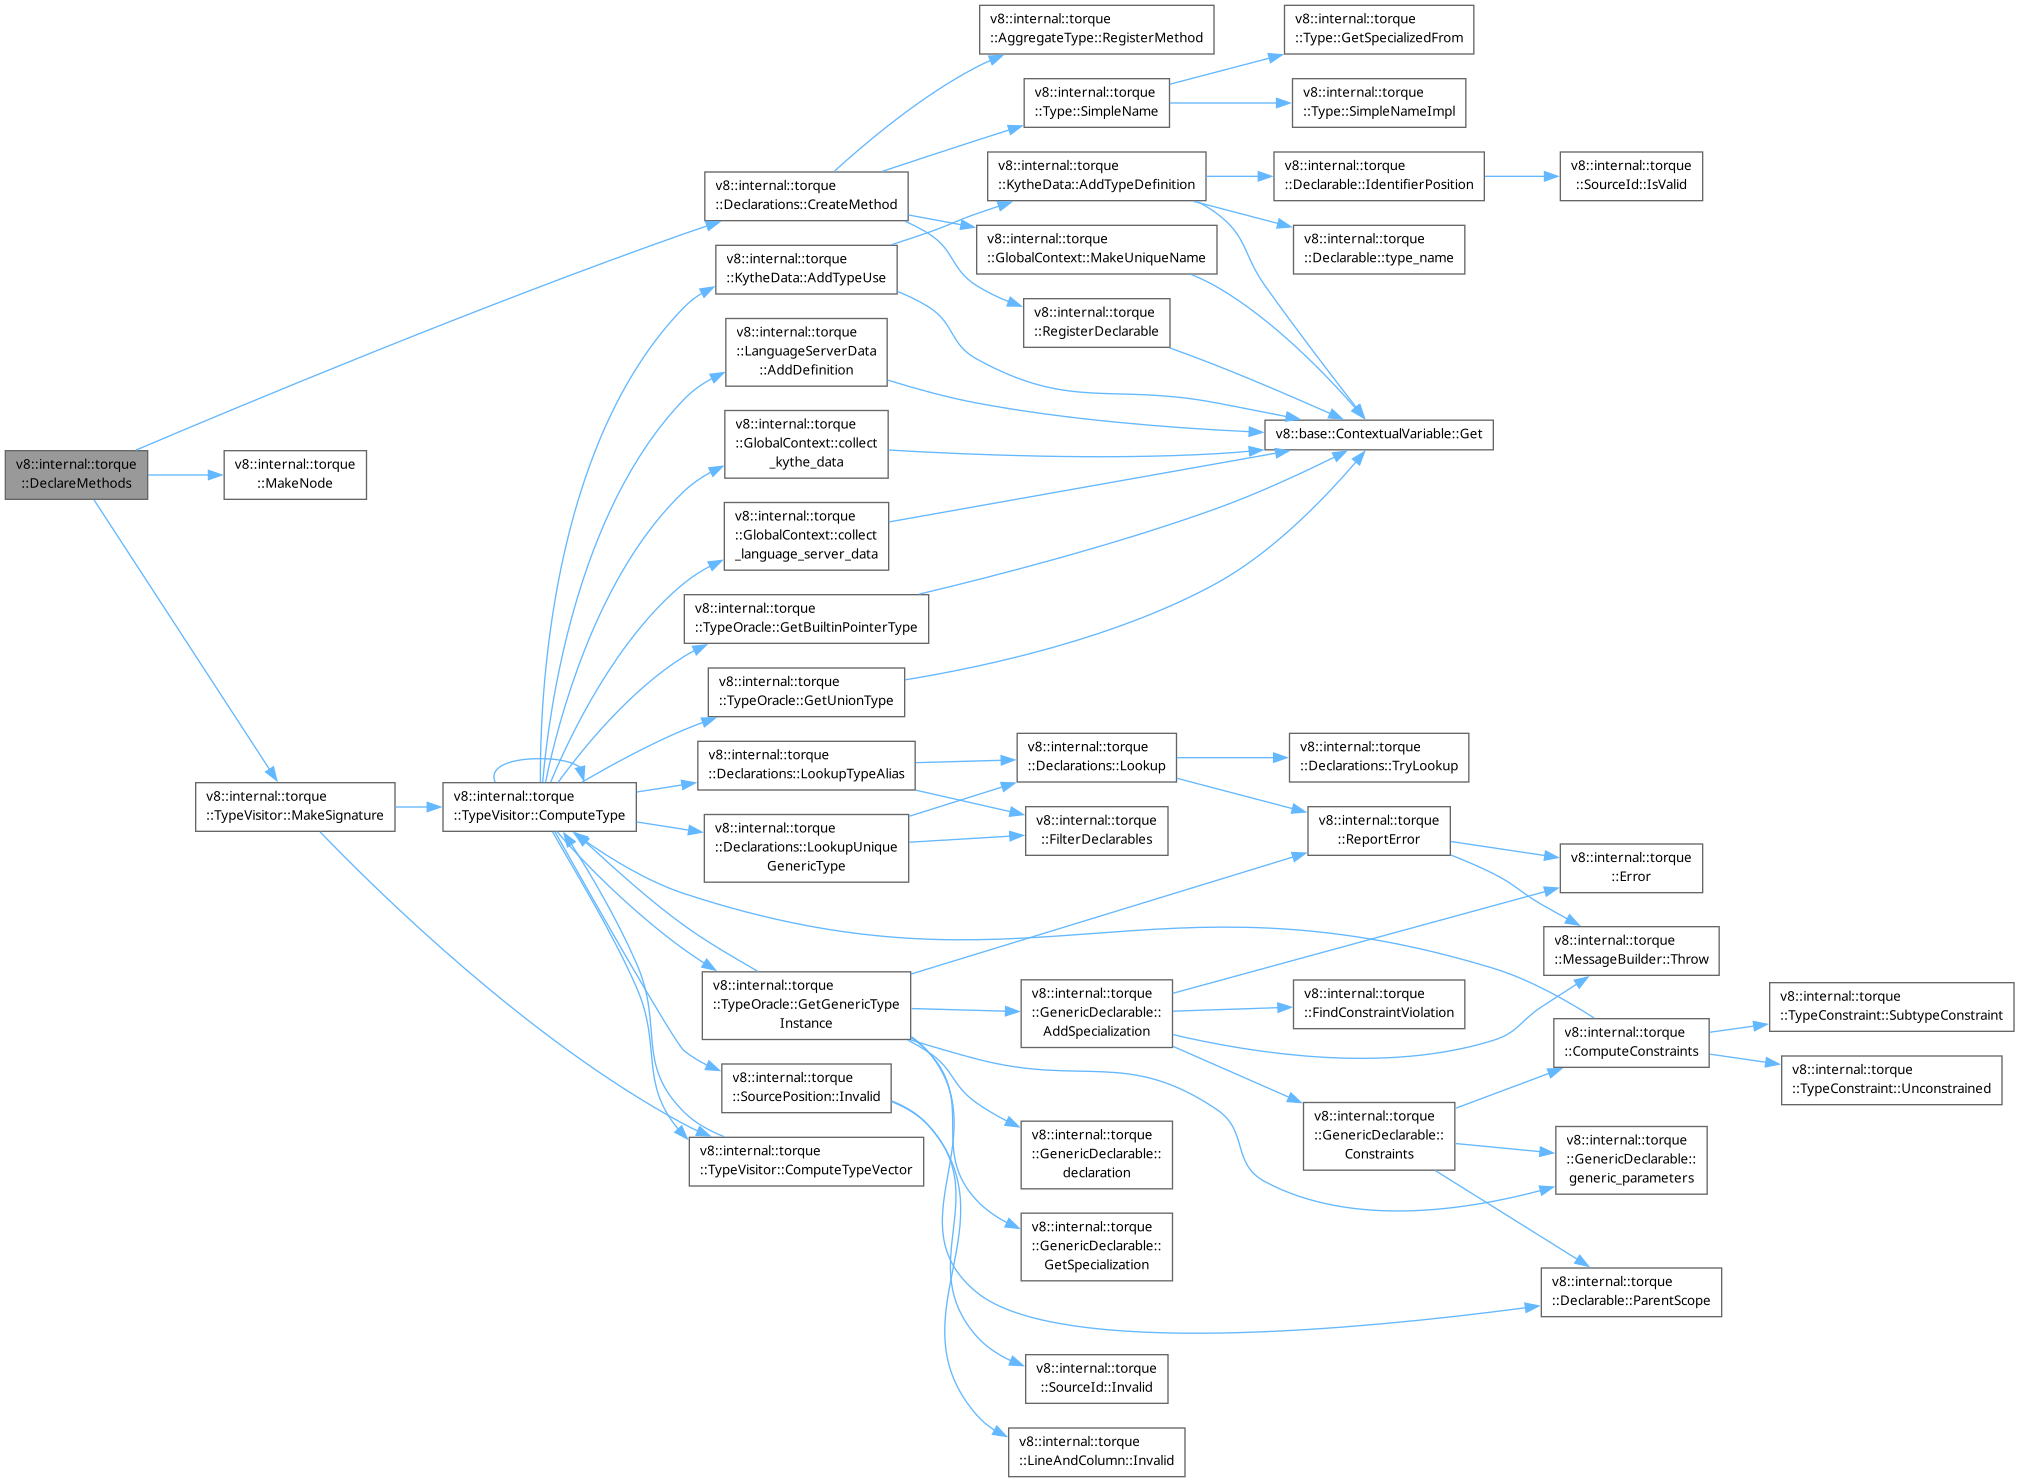 v8::internal::torque
::DeclareMethods
v8::internal::torque
::MakeNode
v8::internal::torque
::TypeVisitor::MakeSignature
v8::internal::torque
::TypeVisitor::ComputeType
v8::internal::torque
::Declarations::CreateMethod
v8::internal::torque
::KytheData::AddTypeUse
v8::internal::torque
::LanguageServerData
::AddDefinition
v8::internal::torque
::GlobalContext::collect
_kythe_data
v8::internal::torque
::GlobalContext::collect
_language_server_data
v8::internal::torque
::TypeOracle::GetBuiltinPointerType
v8::internal::torque
::TypeOracle::GetUnionType
v8::internal::torque
::Declarations::LookupTypeAlias
v8::internal::torque
::Declarations::LookupUnique
GenericType
v8::internal::torque
::TypeOracle::GetGenericType
Instance
v8::internal::torque
::SourcePosition::Invalid
v8::internal::torque
::TypeVisitor::ComputeTypeVector
v8::internal::torque
::AggregateType::RegisterMethod
v8::internal::torque
::Type::SimpleName
v8::internal::torque
::KytheData::AddTypeDefinition
v8::internal::torque
::GlobalContext::MakeUniqueName
v8::internal::torque
::RegisterDeclarable
v8::internal::torque
::Declarations::Lookup
v8::internal::torque
::FilterDeclarables
v8::internal::torque
::GenericDeclarable::
AddSpecialization
v8::internal::torque
::GenericDeclarable::
declaration
v8::internal::torque
::GenericDeclarable::
GetSpecialization
v8::internal::torque
::SourceId::Invalid
v8::internal::torque
::LineAndColumn::Invalid
v8::internal::torque
::Type::GetSpecializedFrom
v8::internal::torque
::Type::SimpleNameImpl
v8::internal::torque
::Declarable::IdentifierPosition
v8::internal::torque
::Declarable::type_name
v8::base::ContextualVariable::Get
v8::internal::torque
::Declarations::TryLookup
v8::internal::torque
::ReportError
v8::internal::torque
::FindConstraintViolation
v8::internal::torque
::GenericDeclarable::
Constraints
v8::internal::torque
::SourceId::IsValid
v8::internal::torque
::Error
v8::internal::torque
::MessageBuilder::Throw
v8::internal::torque
::ComputeConstraints
v8::internal::torque
::GenericDeclarable::
generic_parameters
v8::internal::torque
::Declarable::ParentScope
v8::internal::torque
::TypeConstraint::SubtypeConstraint
v8::internal::torque
::TypeConstraint::Unconstrained